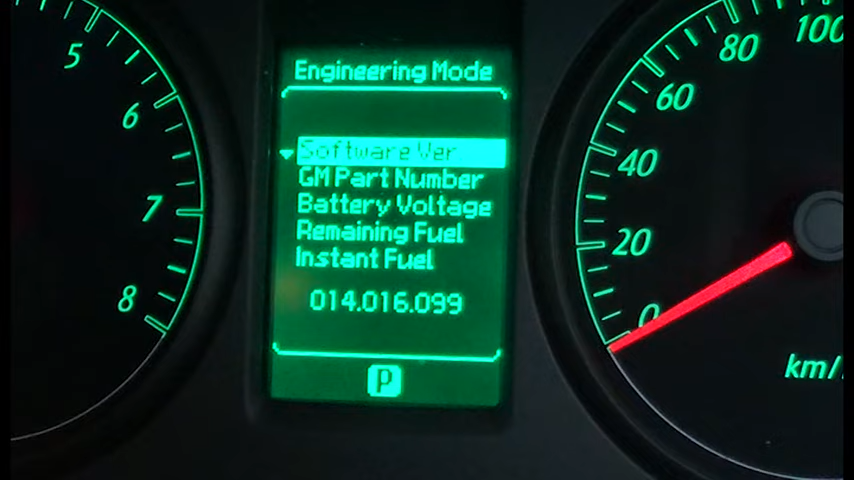 Engineering Mode
Software Ver.
GM Part Number
Battery Voltage
Remaining Fuel
Instant Fuel
014.016.099
P
5
6
7
8
100
80
60
40
20
0
km/